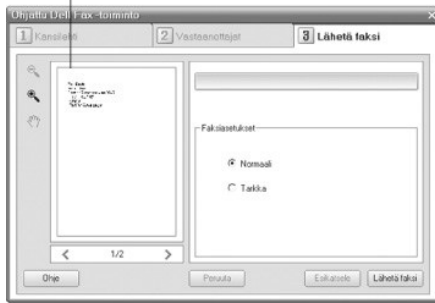 Ohjattu Dell Fax -toiminto
1 Kansilehti
2 Vastaanottajat
3 Lähetä faksi
Faksiasetukset
Normaali
Tarkka
1/2
Ohje
Peruuta
Esikatsele
Lähetä faksi